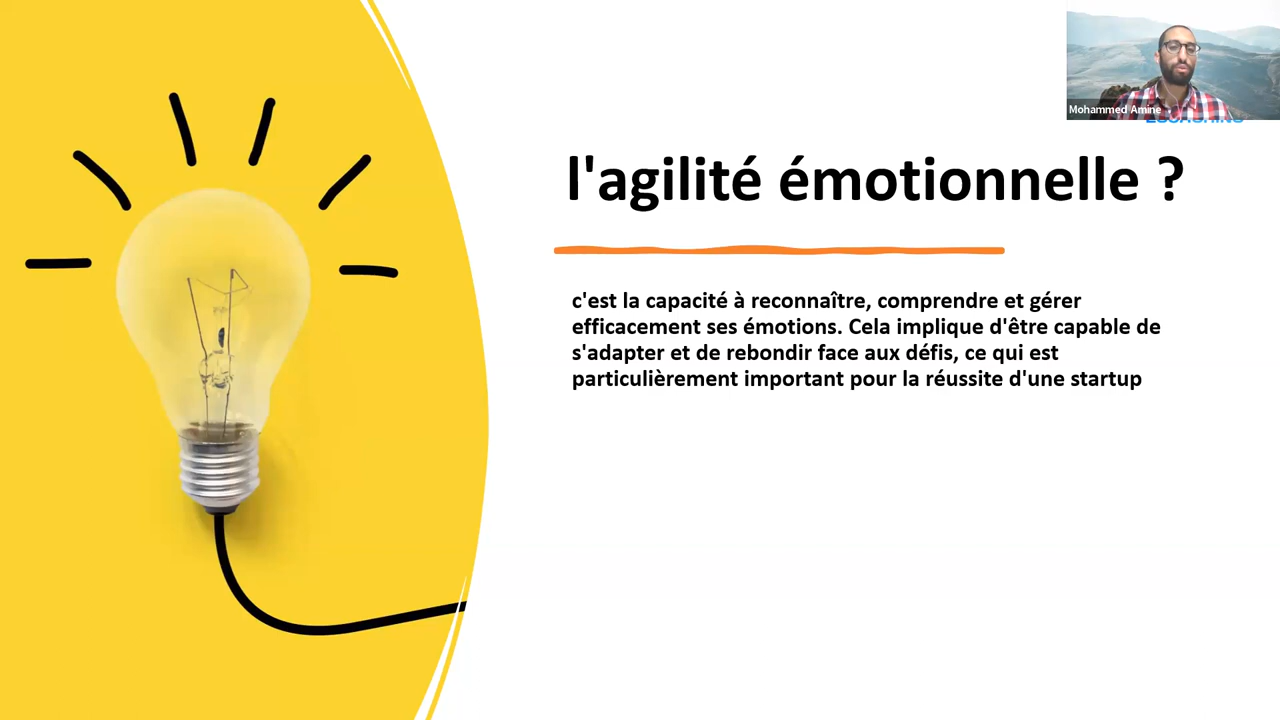 Mohammed Amine
l'agilité émotionnelle ?
c'est la capacité à reconnaître, comprendre et gérer
efficacement ses émotions. Cela implique d'être capable de
s'adapter et de rebondir face aux défis, ce qui est
particulièrement important pour la réussite d'une startup